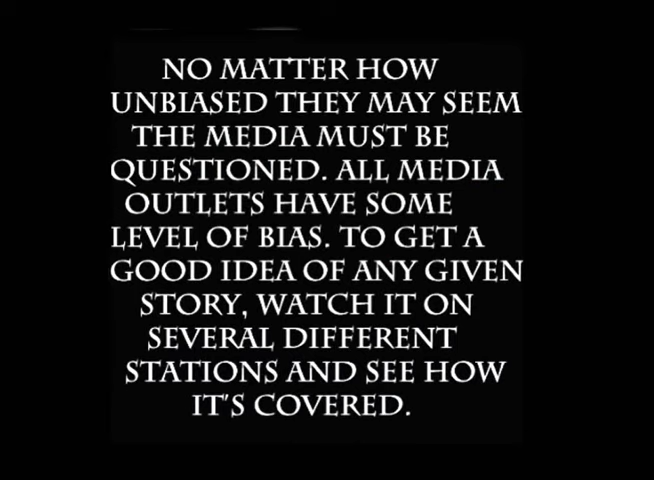 NO MATTER HOW
UNBIASED THEY MAY SEEM
THE MEDIA MUST BE
QUESTIONED. ALL MEDIA
OUTLETS HAVE SOME
LEVEL OF BIAS. TO GET A
GOOD IDEA OF ANY GIVEN
STORY, WATCH IT ON
SEVERAL DIFFERENT
STATIONS AND SEE HOW
IT'S COVERED.